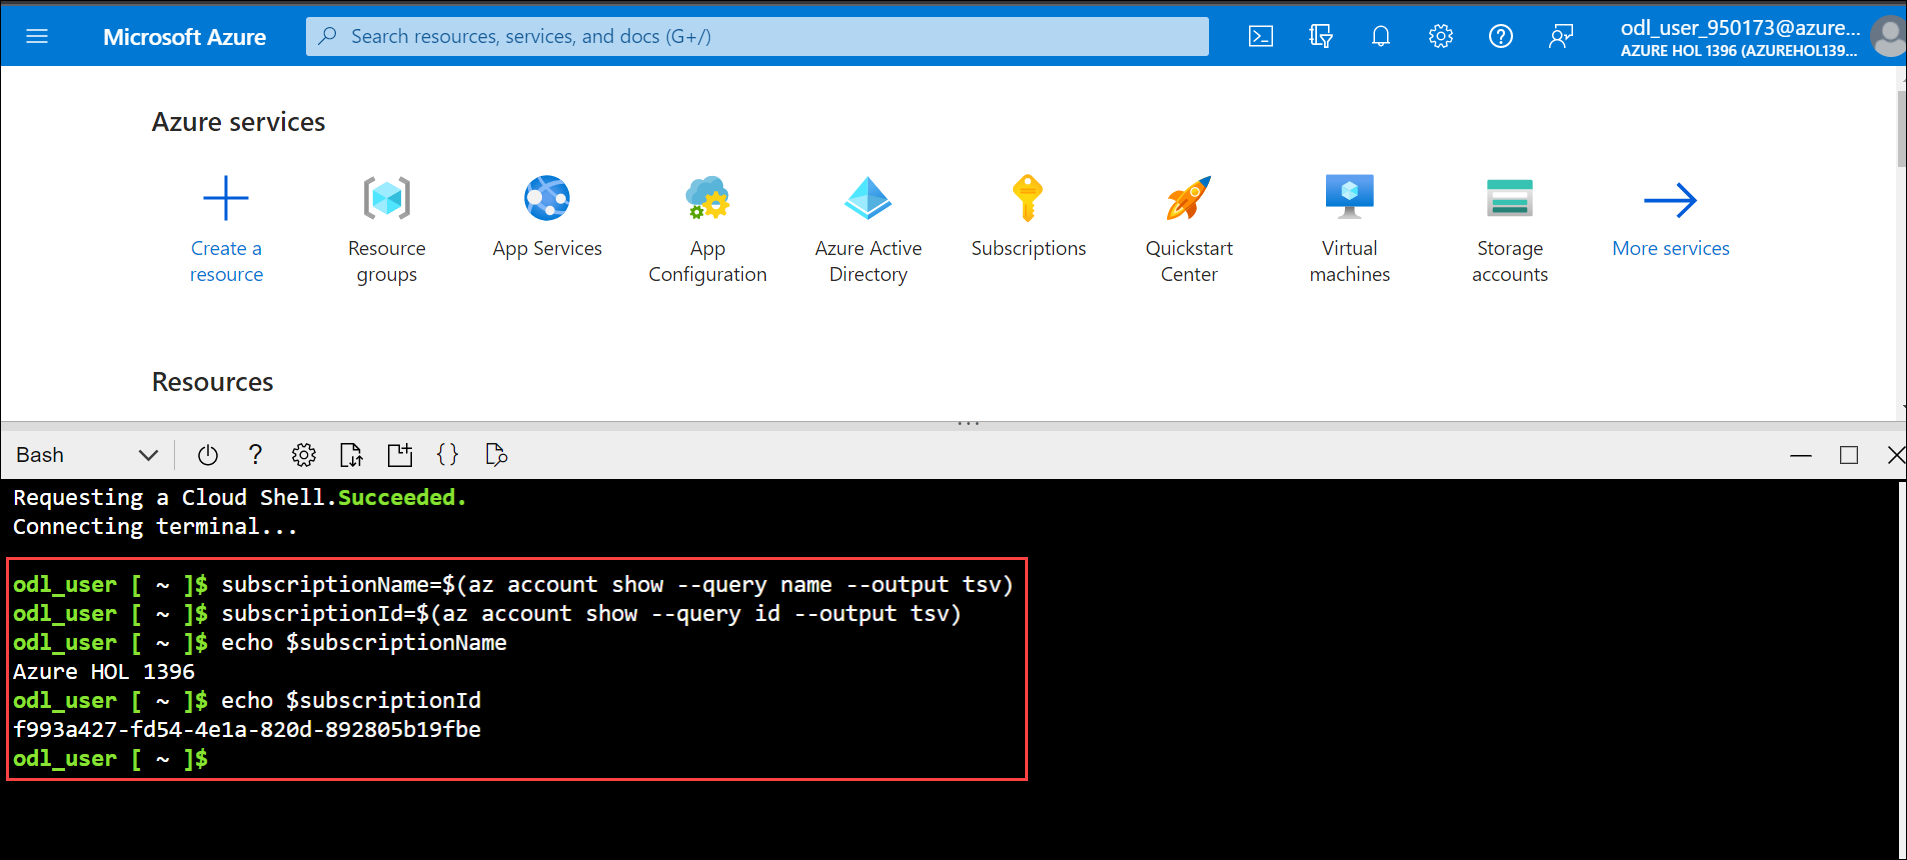 Microsoft Azure
Search resources, services, and docs (G+/)
odl_user_950173@azure...
AZURE HOL 1396 (AZUREHOL139...
Azure services
Create a
resource
Resource
groups
App Services
App
Configuration
Azure Active
Directory
Subscriptions
Quickstart
Center
Virtual
machines
Storage
accounts
More services
Resources
Bash
Requesting a Cloud Shell.Succeeded.
Connecting terminal...
odl_user [ ~ ]$ subscriptionName=$(az account show --query name --output tsv)
odl_user [ ~ ]$ subscriptionId=$(az account show --query id --output tsv)
odl_user [ ~ ]$ echo $subscriptionName
Azure HOL 1396
odl_user [ ~ ]$ echo $subscriptionId
f993a427-fd54-4e1a-820d-892805b19fbe
odl_user [ ~ ]$